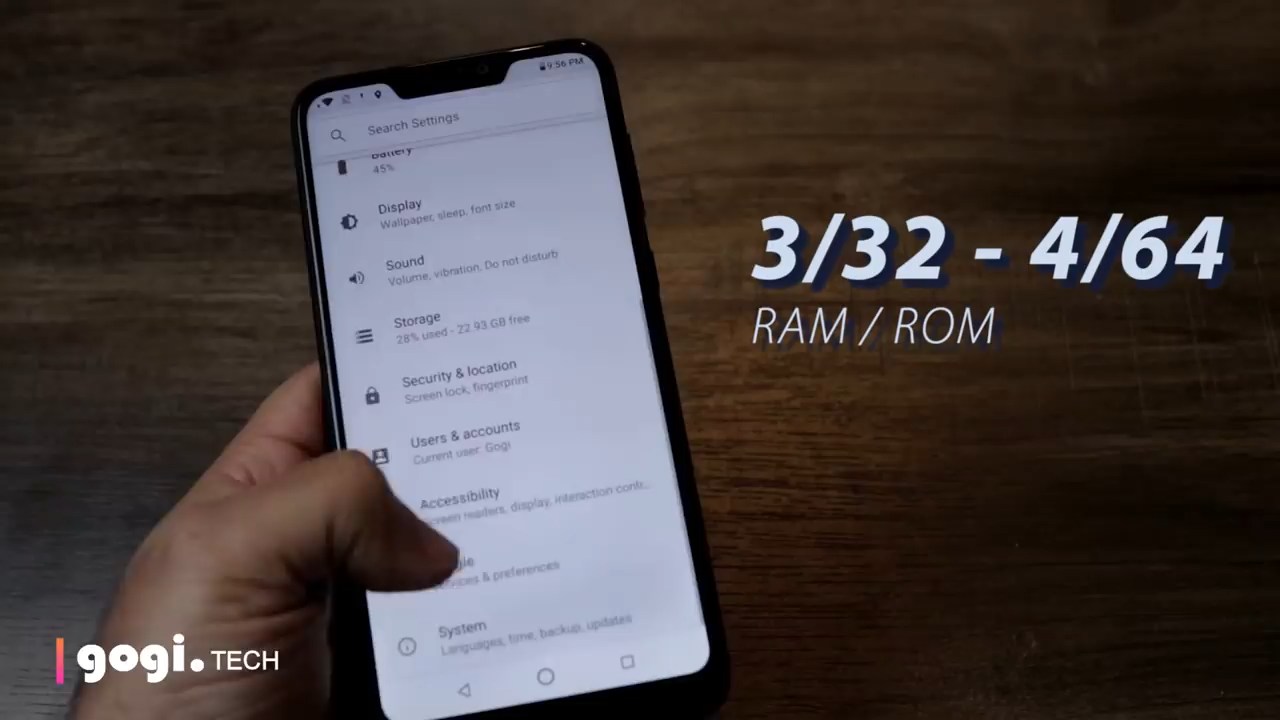 9:56 PM
Search Settings
Battery
45%
Display
Wallpaper, sleep, font size
Sound
Volume, vibration, Do not disturb
Storage
28% used - 22.93 GB free
Security & location
Screen lock, fingerprint
Users & accounts
Current user: Gogi
Accessibility
screen readers, display, interaction contr...
& preferences
System
Languages, time, backup, updates
3/32 - 4/64
RAM / ROM
gogi. TECH